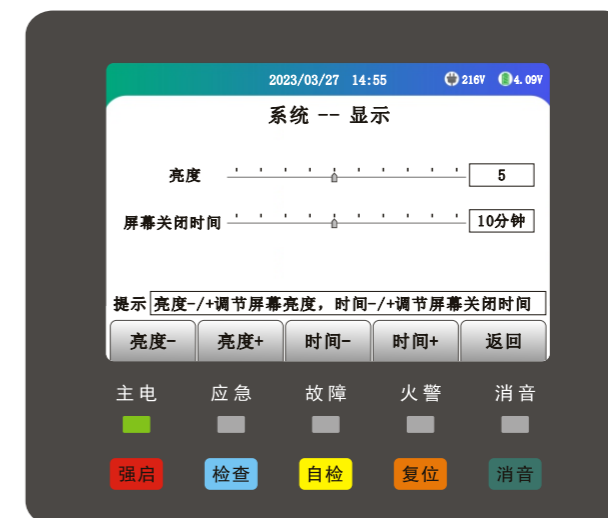 2023/03/27 14:55 216V 4.09V
系统 -- 显示
亮度 5
屏幕关闭时间 10分钟
提示 亮度-/+调节屏幕亮度，时间-/+调节屏幕关闭时间
亮度- 亮度+ 时间- 时间+ 返回
主电 应急 故障 火警 消音
强启 检查 自检 复位 消音